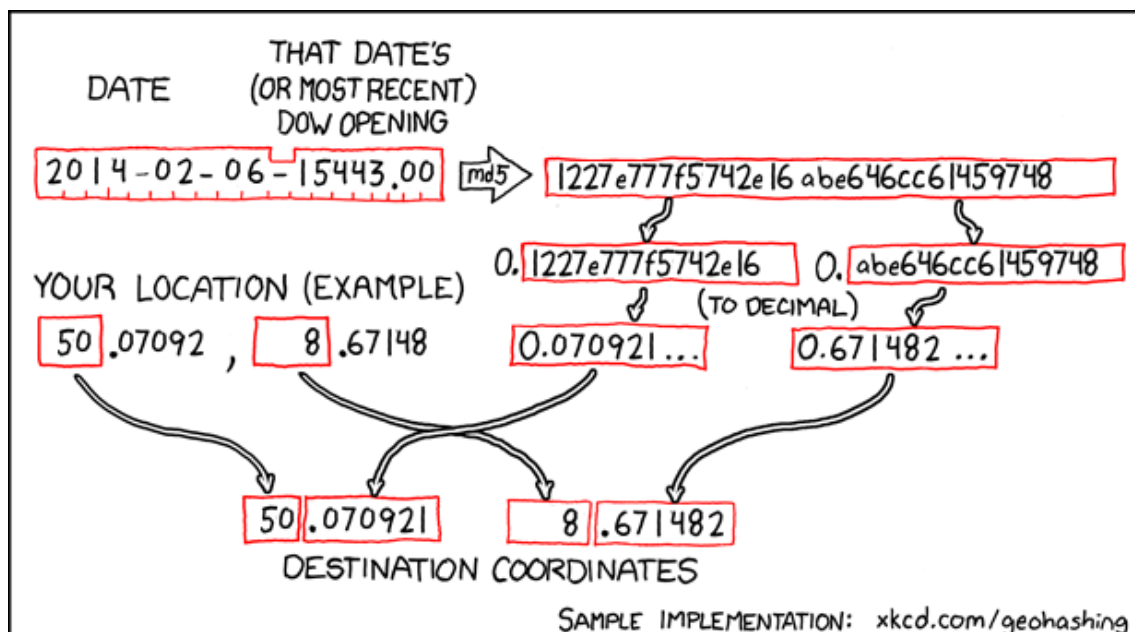 DATE
THAT DATE'S
(OR MOST RECENT)
DOW OPENING
2014-02-06-15443.00
md5
1227e777f5742e16abe646cc61459748
0.1227e777f5742e16
0.abe646cc61459748
YOUR LOCATION (EXAMPLE)
(TO DECIMAL)
50.07092, 8.67148
0.070921...
0.671482...
50.070921
8.671482
DESTINATION COORDINATES
SAMPLE IMPLEMENTATION: xkcd.com/geohashing